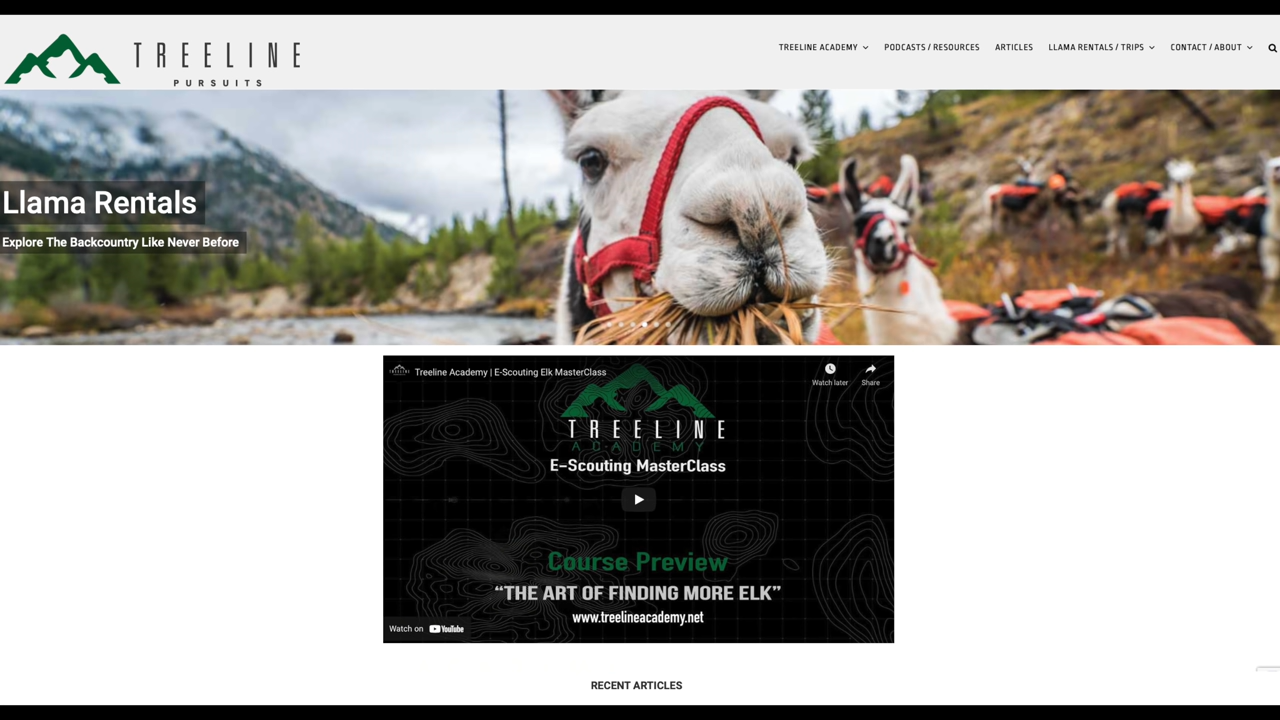 TREELINE
PURSUITS
TREELINE ACADEMY
PODCASTS / RESOURCES
ARTICLES
LLAMA RENTALS / TRIPS
CONTACT / ABOUT
Llama Rentals
Explore The Backcountry Like Never Before
TREELINE
Treeline Academy | E-Scouting Elk MasterClass
Watch later
Share
TREELINE
ACADEMY
E-Scouting MasterClass
Course Preview
“THE ART OF FINDING MORE ELK”
www.treelineacademy.net
Watch on YouTube
RECENT ARTICLES